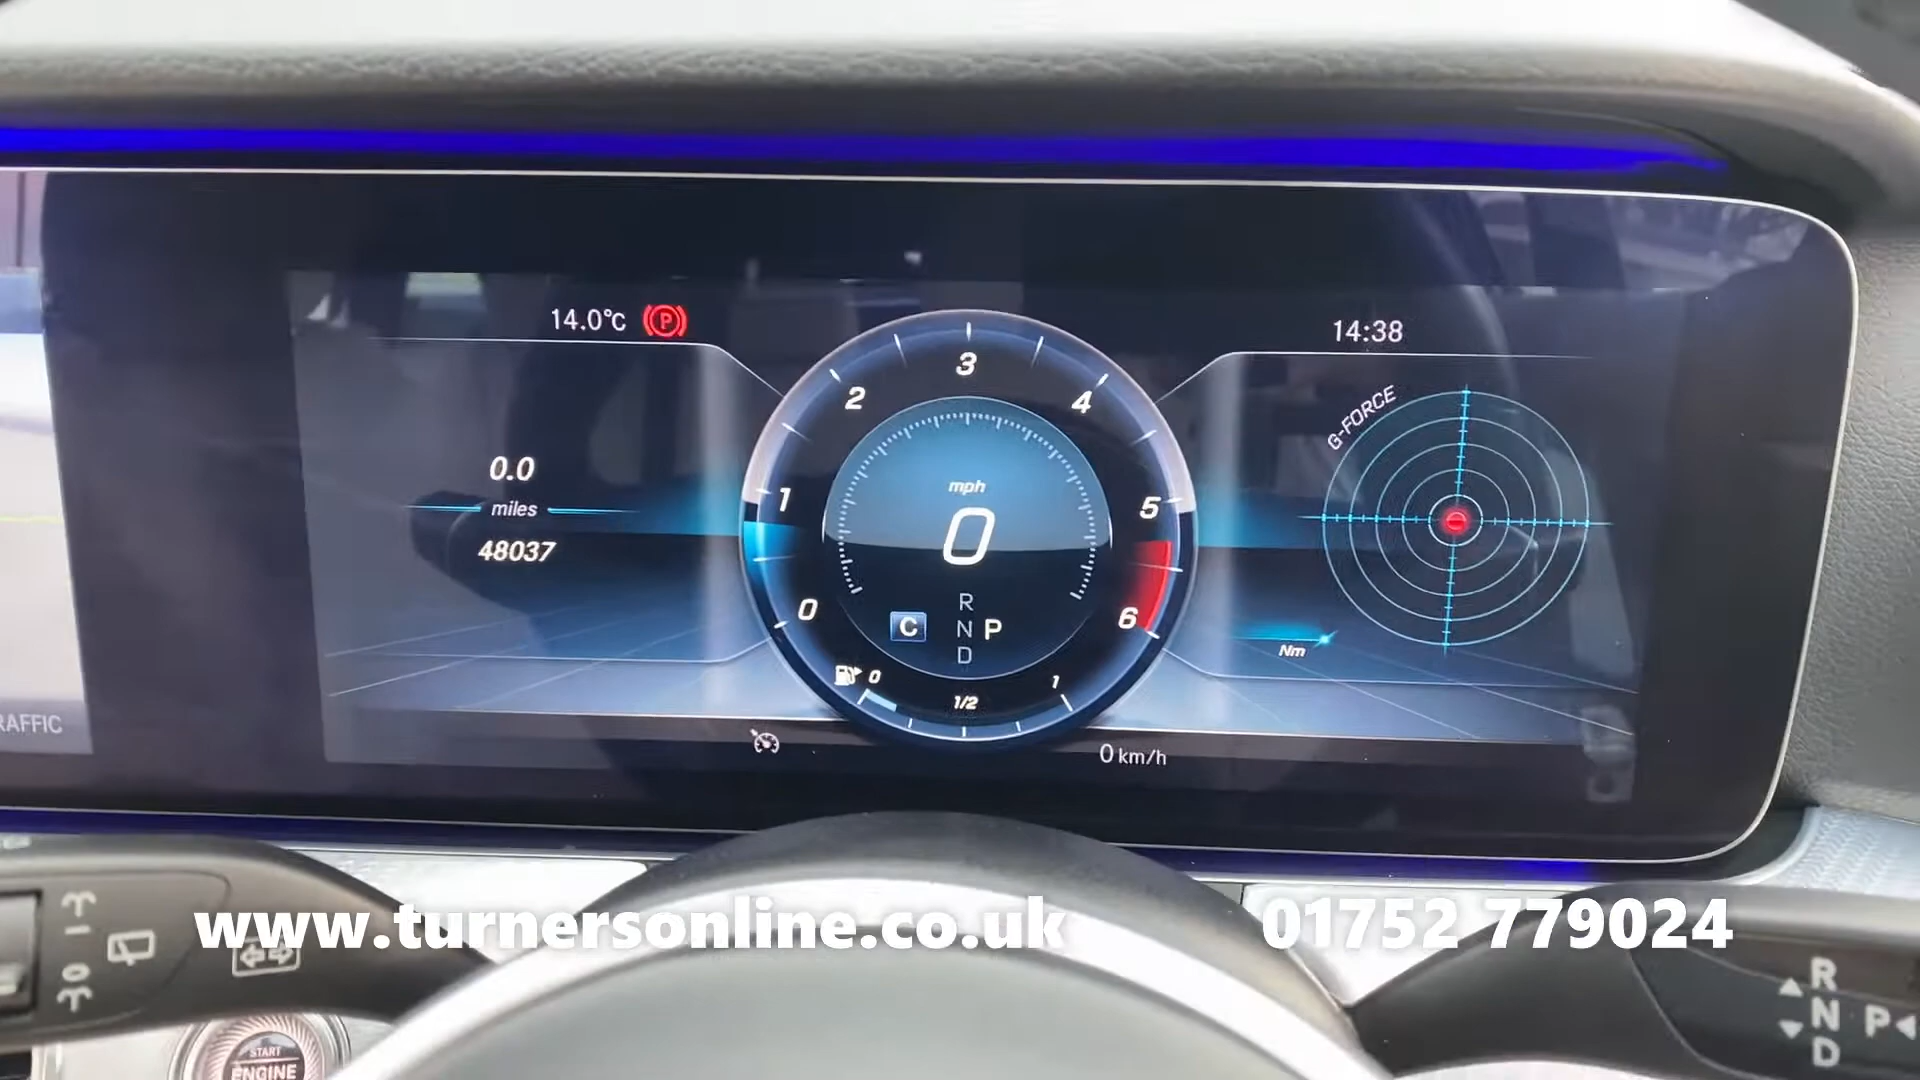 14.0°C
P
14:38
G-FORCE
0.0
miles
48037
0
1
2
3
4
5
6
mph
0
R
N P
D
C
0
1/2
1
Nm
0 km/h
RAFFIC
www.turnersonline.co.uk
01752 779024
START
ENGINE
0
R
N P
D